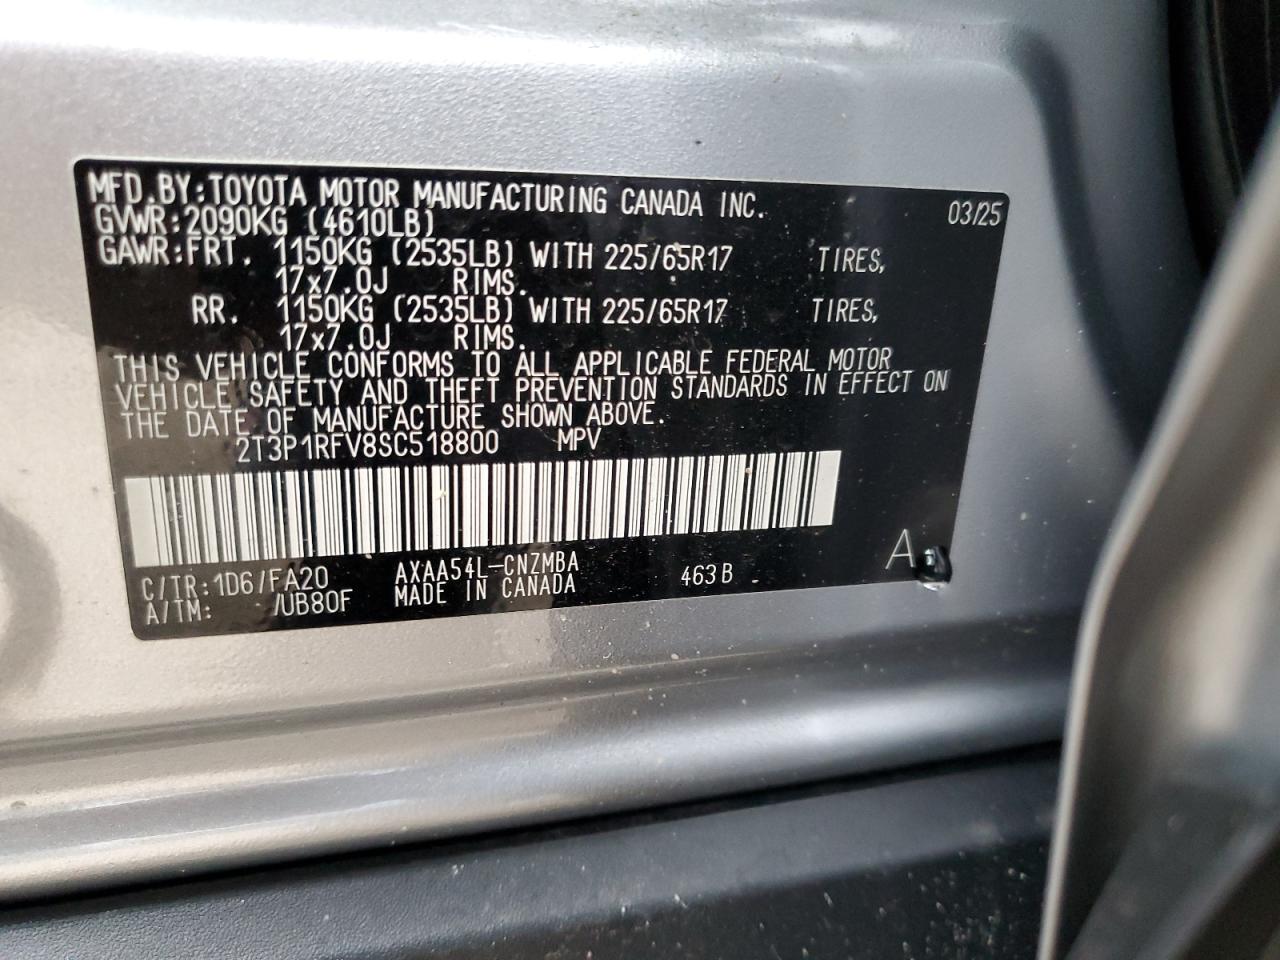 MFD.BY:TOYOTA MOTOR MANUFACTURING CANADA INC. 03/25
GVWR:2090KG (4610LB)
GAWR:FRT. 1150KG (2535LB) WITH 225/65R17 TIRES,
17x7.0J RIMS.
RR. 1150KG (2535LB) WITH 225/65R17 TIRES,
17x7.0J RIMS.
THIS VEHICLE CONFORMS TO ALL APPLICABLE FEDERAL MOTOR
VEHICLE SAFETY AND THEFT PREVENTION STANDARDS IN EFFECT ON
THE DATE OF MANUFACTURE SHOWN ABOVE.
2T3P1RFV8SC518800 MPV
C/TR:1D6/FA20 AXAA54L-CNZMBA 463B A
A/TM: /UB80F MADE IN CANADA